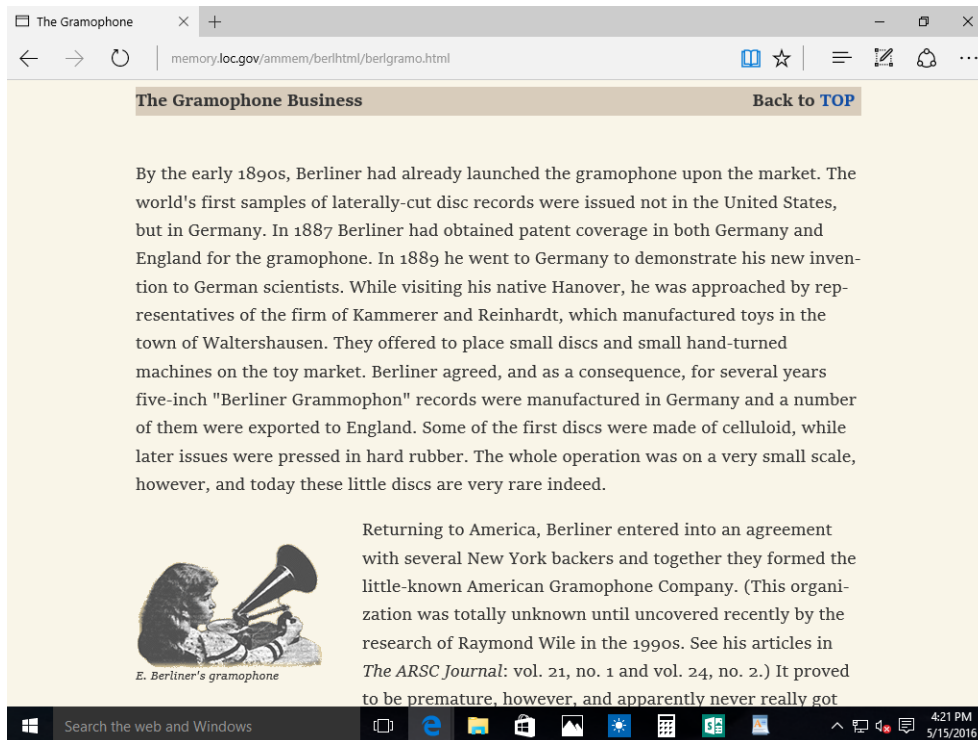 The Gramophone
memory.loc.gov/ammem/berlhtml/berlgramo.html
The Gramophone Business Back to TOP
By the early 1890s, Berliner had already launched the gramophone upon the market. The
world's first samples of laterally-cut disc records were issued not in the United States,
but in Germany. In 1887 Berliner had obtained patent coverage in both Germany and
England for the gramophone. In 1889 he went to Germany to demonstrate his new inven-
tion to German scientists. While visiting his native Hanover, he was approached by rep-
resentatives of the firm of Kammerer and Reinhardt, which manufactured toys in the
town of Waltershausen. They offered to place small discs and small hand-turned
machines on the toy market. Berliner agreed, and as a consequence, for several years
five-inch "Berliner Grammophon" records were manufactured in Germany and a number
of them were exported to England. Some of the first discs were made of celluloid, while
later issues were pressed in hard rubber. The whole operation was on a very small scale,
however, and today these little discs are very rare indeed.
Returning to America, Berliner entered into an agreement
with several New York backers and together they formed the
little-known American Gramophone Company. (This organi-
zation was totally unknown until uncovered recently by the
research of Raymond Wile in the 1990s. See his articles in
The ARSC Journal: vol. 21, no. 1 and vol. 24, no. 2.) It proved
to be premature, however, and apparently never really got
E. Berliner's gramophone
Search the web and Windows
4:21 PM
5/15/2016